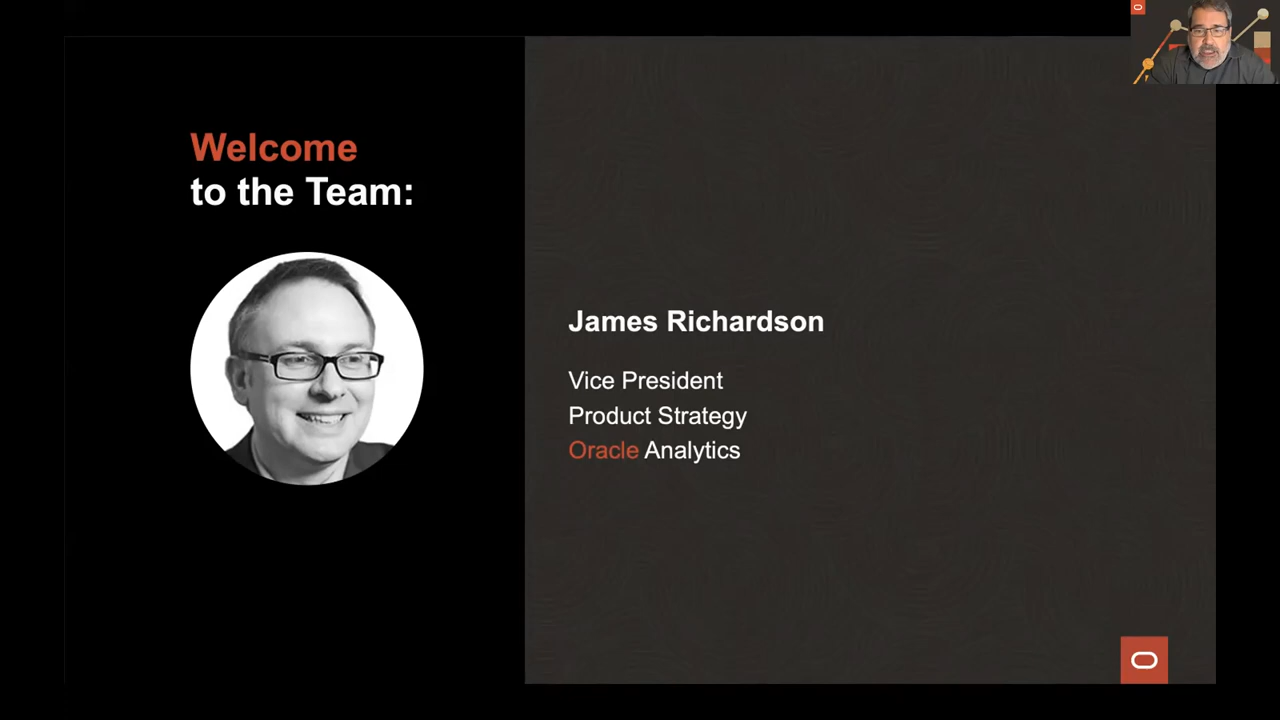 Welcome
to the Team:
James Richardson
Vice President
Product Strategy
Oracle Analytics